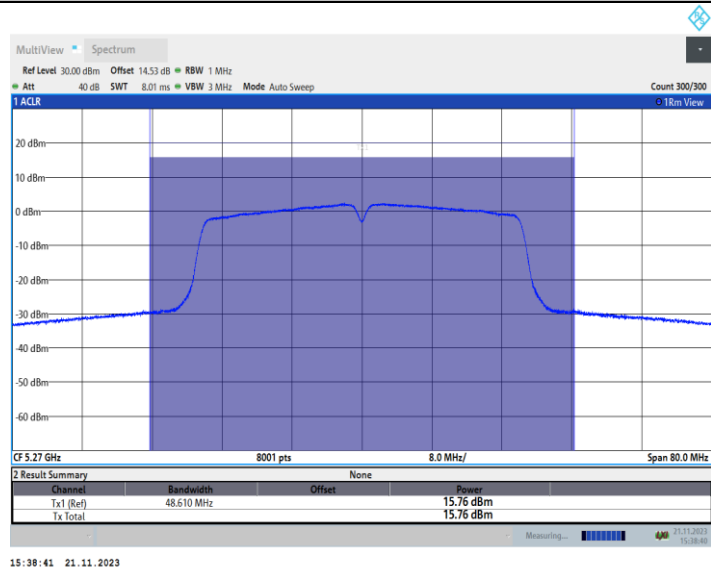 MultiView Spectrum
Ref Level 30.00 dBm Offset 14.53 dB RBW 1 MHz
Att 40 dB SWT 8.01 ms VBW 3 MHz Mode Auto Sweep Count 300/300
1 ACLR 1Rm View
20 dBm
10 dBm
0 dBm
-10 dBm
-20 dBm
-30 dBm
-40 dBm
-50 dBm
-60 dBm
CF 5.27 GHz 8001 pts 8.0 MHz/ Span 80.0 MHz
2 Result Summary None
Channel Bandwidth Offset Power
Tx1 (Ref) 48.610 MHz 15.76 dBm
Tx Total 15.76 dBm
Measuring... 21.11.2023
15:38:40
15:38:41 21.11.2023